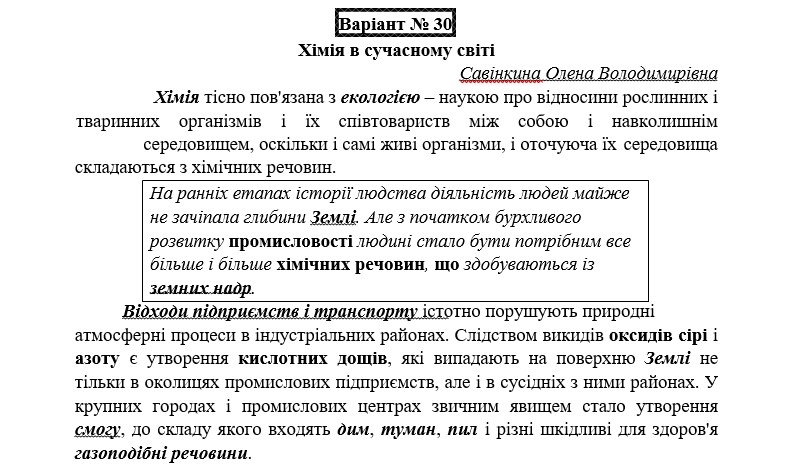 Варіант № 30
Хімія в сучасному світі
Савінкина Олена Володимирівна
Хімія тісно пов'язана з екологією – наукою про відносини рослинних і
тваринних організмів і їх співтовариств між собою і навколишнім
середовищем, оскільки і самі живі організми, і оточуюча їх середовища
складаються з хімічних речовин.
На ранніх етапах історії людства діяльність людей майже
не зачіпала глибини Землі. Але з початком бурхливого
розвитку промисловості людині стало бути потрібним все
більше і більше хімічних речовин, що здобуваються із
земних надр.
Відходи підприємств і транспорту істотно порушують природні
атмосферні процеси в індустріальних районах. Слідством викидів оксидів сірі і
азоту є утворення кислотних дощів, які випадають на поверхню Землі не
тільки в околицях промислових підприємств, але і в сусідніх з ними районах. У
крупних городах і промислових центрах звичним явищем стало утворення
смогу, до складу якого входять дим, туман, пил і різні шкідливі для здоров'я
газоподібні речовини.